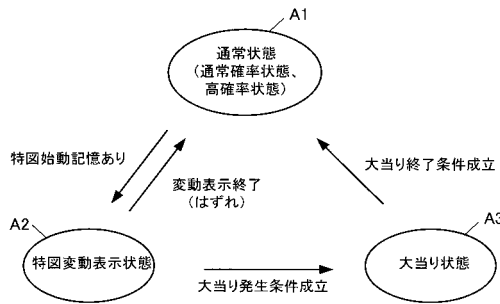 A1
通常状態
(通常確率状態、
高確率状態)
特図始動記憶あり
大当り終了条件成立
変動表示終了
(はずれ)
A2
A3
特図変動表示状態
大当り状態
大当り発生条件成立